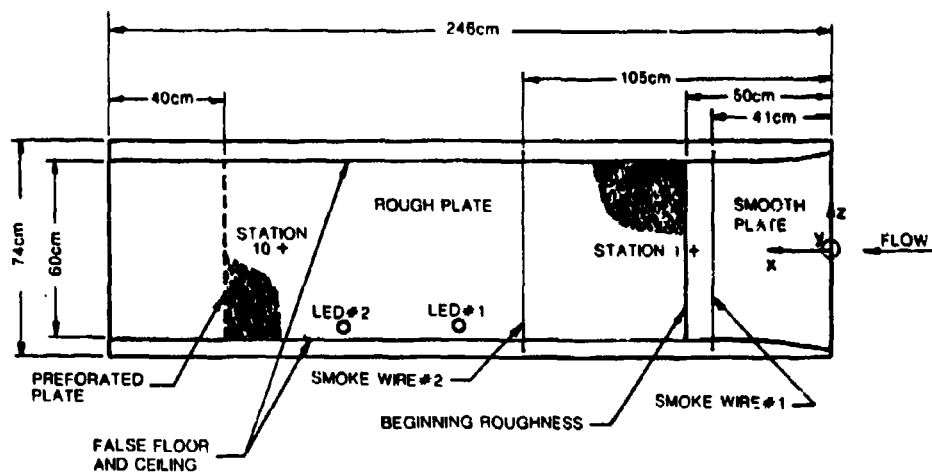 246cm
105cm
40cm
50cm
41cm
74cm
60cm
ROUGH PLATE
SMOOTH
PLATE
Z
STATION
10 +
STATION 1 +
Y
X
FLOW
LED#2
LED#1
PREFORATED
PLATE
SMOKE WIRE#2
SMOKE WIRE#1
BEGINNING ROUGHNESS
FALSE FLOOR
AND CEILING